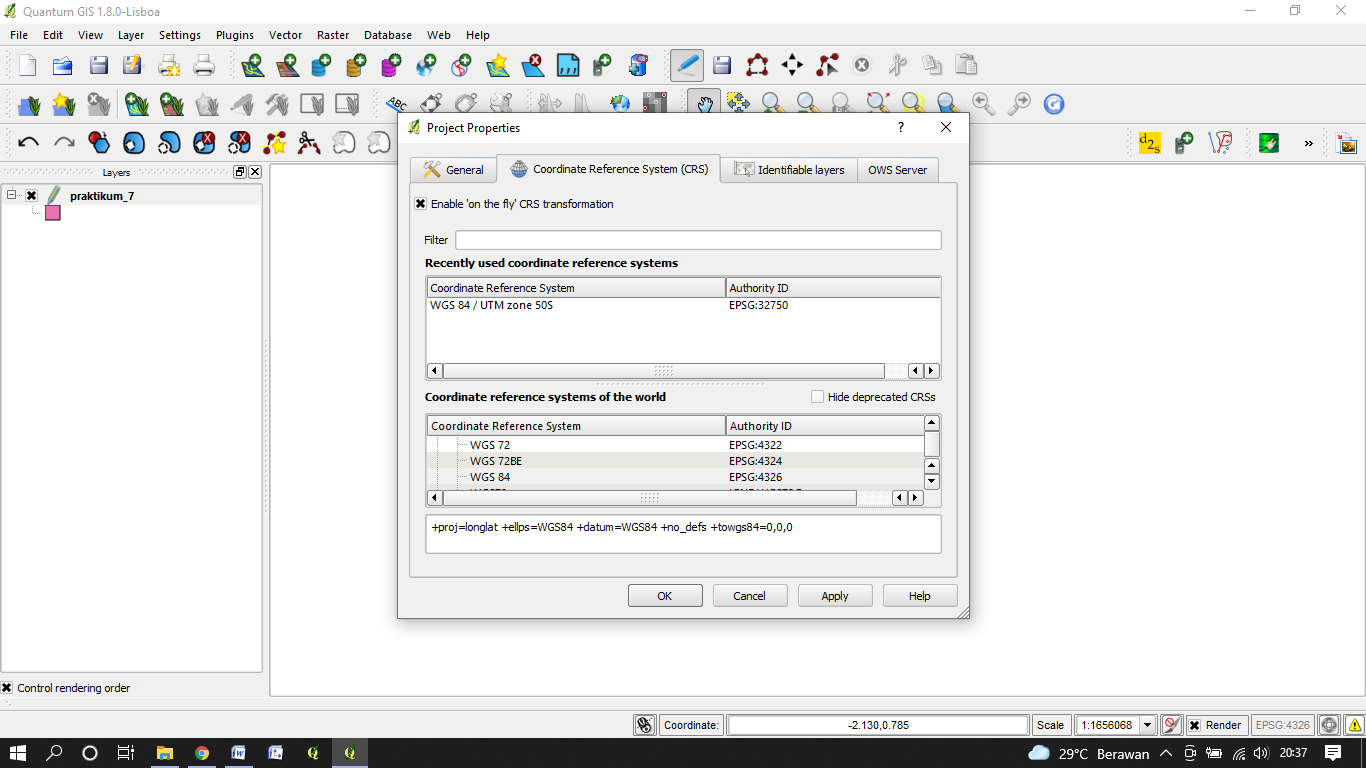 Quantum GIS 1.8.0-Lisboa
File Edit View Layer Settings Plugins Vector Raster Database Web Help
ABC
d2s
»
Layers
praktikum_7
Control rendering order
Project Properties
?
General Coordinate Reference System (CRS) Identifiable layers OWS Server
Enable 'on the fly' CRS transformation
Filter
Recently used coordinate reference systems
Coordinate Reference System Authority ID
WGS 84 / UTM zone 50S EPSG:32750
Coordinate reference systems of the world Hide deprecated CRSs
Coordinate Reference System Authority ID
WGS 72 EPSG:4322
WGS 72BE EPSG:4324
WGS 84 EPSG:4326
+proj=longlat +ellps=WGS84 +datum=WGS84 +no_defs +towgs84=0,0,0
OK Cancel Apply Help
Coordinate: -2.130,0.785 Scale 1:1656068 Render EPSG:4326
29°C Berawan 20:37